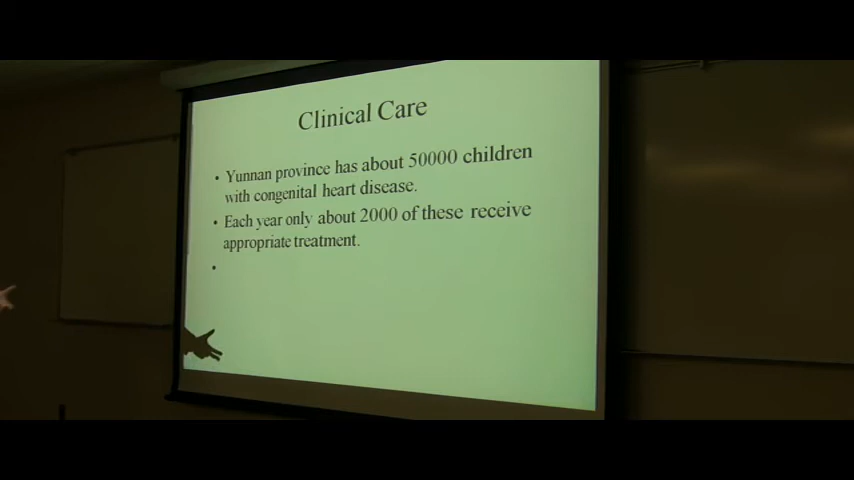 Clinical Care
• Yunnan province has about 50000 children
with congenital heart disease.
• Each year only about 2000 of these receive
appropriate treatment.
•